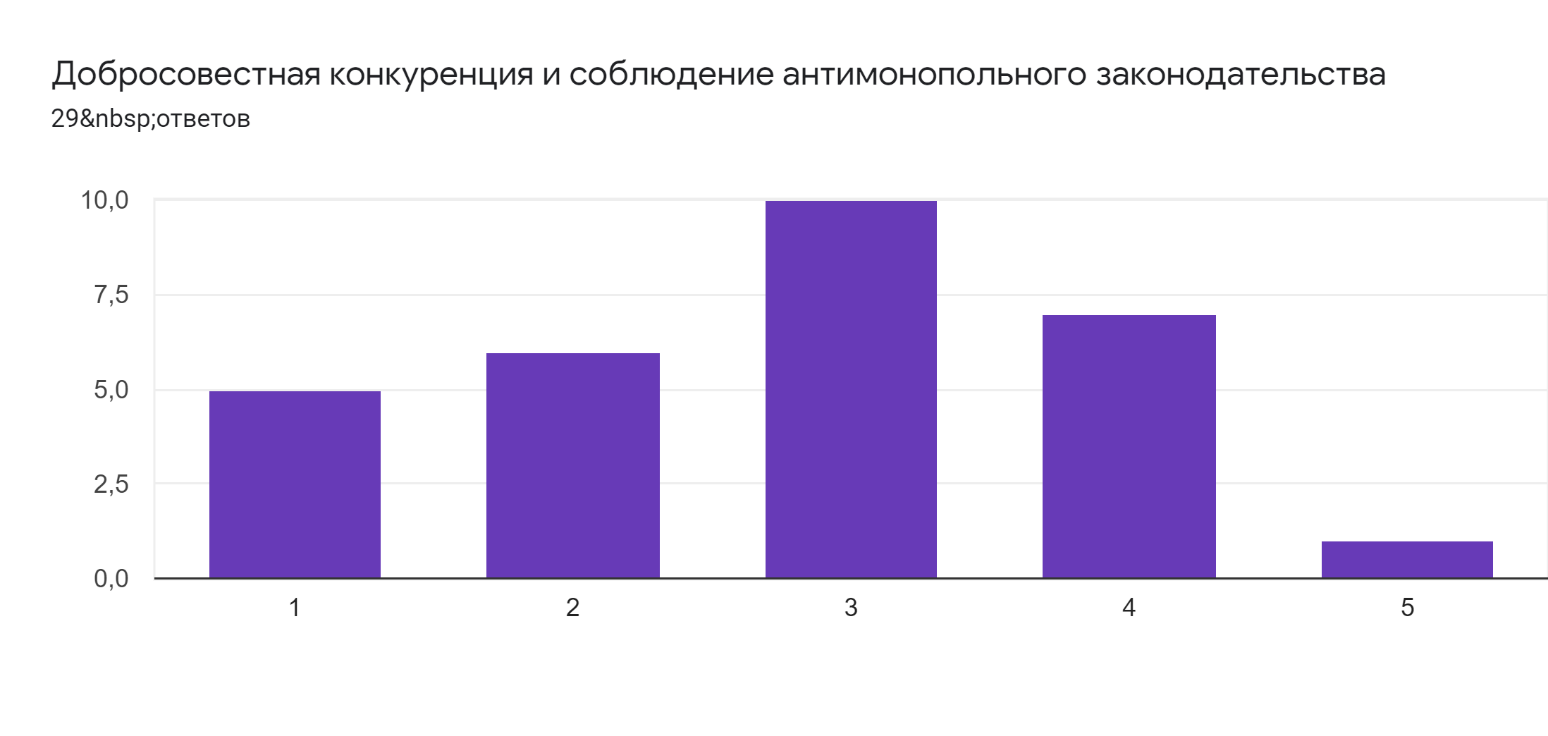 Добросовестная конкуренция и соблюдение антимонопольного законодательства
29&nbsp;ответов
10,0
7,5
5,0
2,5
0,0
1 2 3 4 5